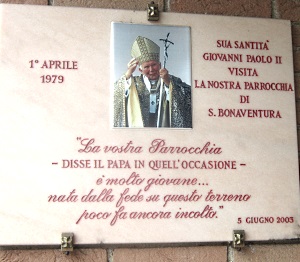 1° APRILE
1979
SUA SANTITA'
GIOVANNI PAOLO II
VISITA
LA NOSTRA PARROCCHIA
DI
S. BONAVENTURA
"La vostra Parrocchia
- DISSE IL PAPA IN QUELL'OCCASIONE -
è molto giovane...
nata dalla fede su questo terreno
poco fa ancora incolto."
5 GIUGNO 2003